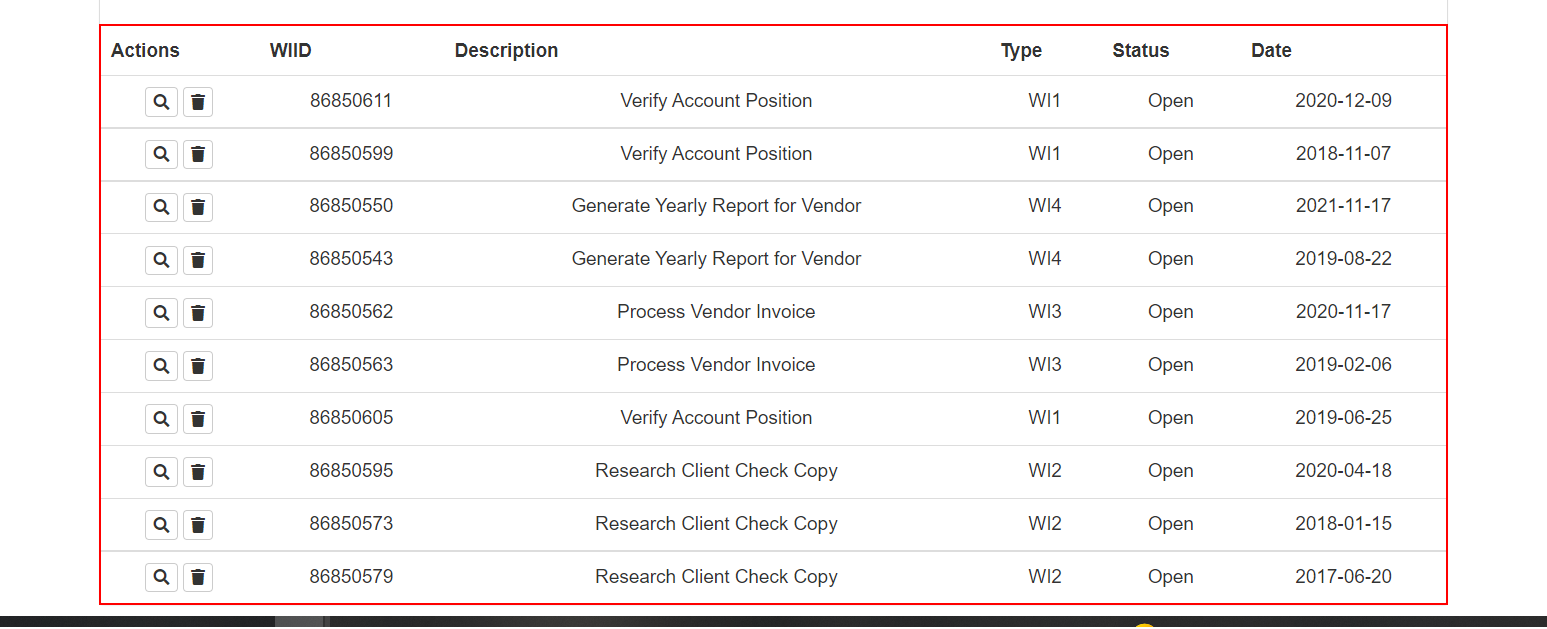 Actions WIID Description Type Status Date
86850611 Verify Account Position WI1 Open 2020-12-09
86850599 Verify Account Position WI1 Open 2018-11-07
86850550 Generate Yearly Report for Vendor WI4 Open 2021-11-17
86850543 Generate Yearly Report for Vendor WI4 Open 2019-08-22
86850562 Process Vendor Invoice WI3 Open 2020-11-17
86850563 Process Vendor Invoice WI3 Open 2019-02-06
86850605 Verify Account Position WI1 Open 2019-06-25
86850595 Research Client Check Copy WI2 Open 2020-04-18
86850573 Research Client Check Copy WI2 Open 2018-01-15
86850579 Research Client Check Copy WI2 Open 2017-06-20